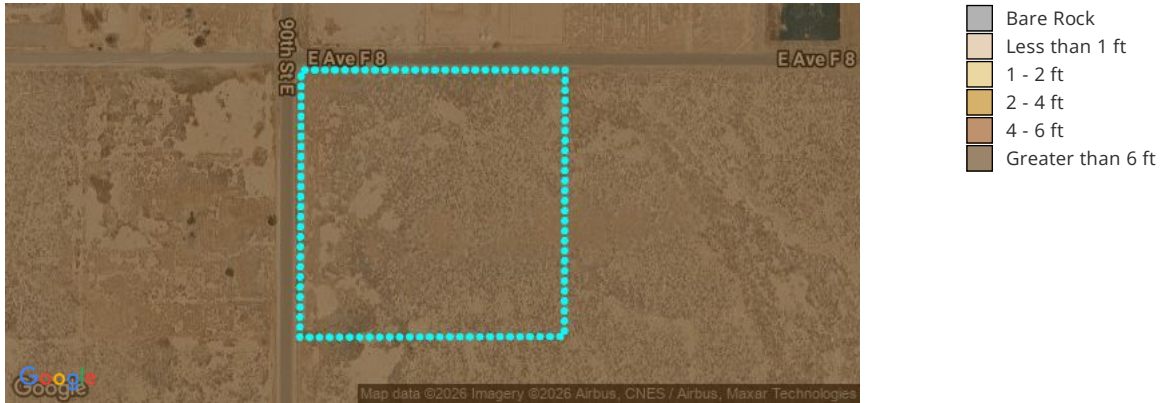 90th St E
E Ave F 8
E Ave F 8
Google
Google
Map data ©2026 Imagery ©2026 Airbus, CNES / Airbus, Maxar Technologies
Bare Rock
Less than 1 ft
1 - 2 ft
2 - 4 ft
4 - 6 ft
Greater than 6 ft